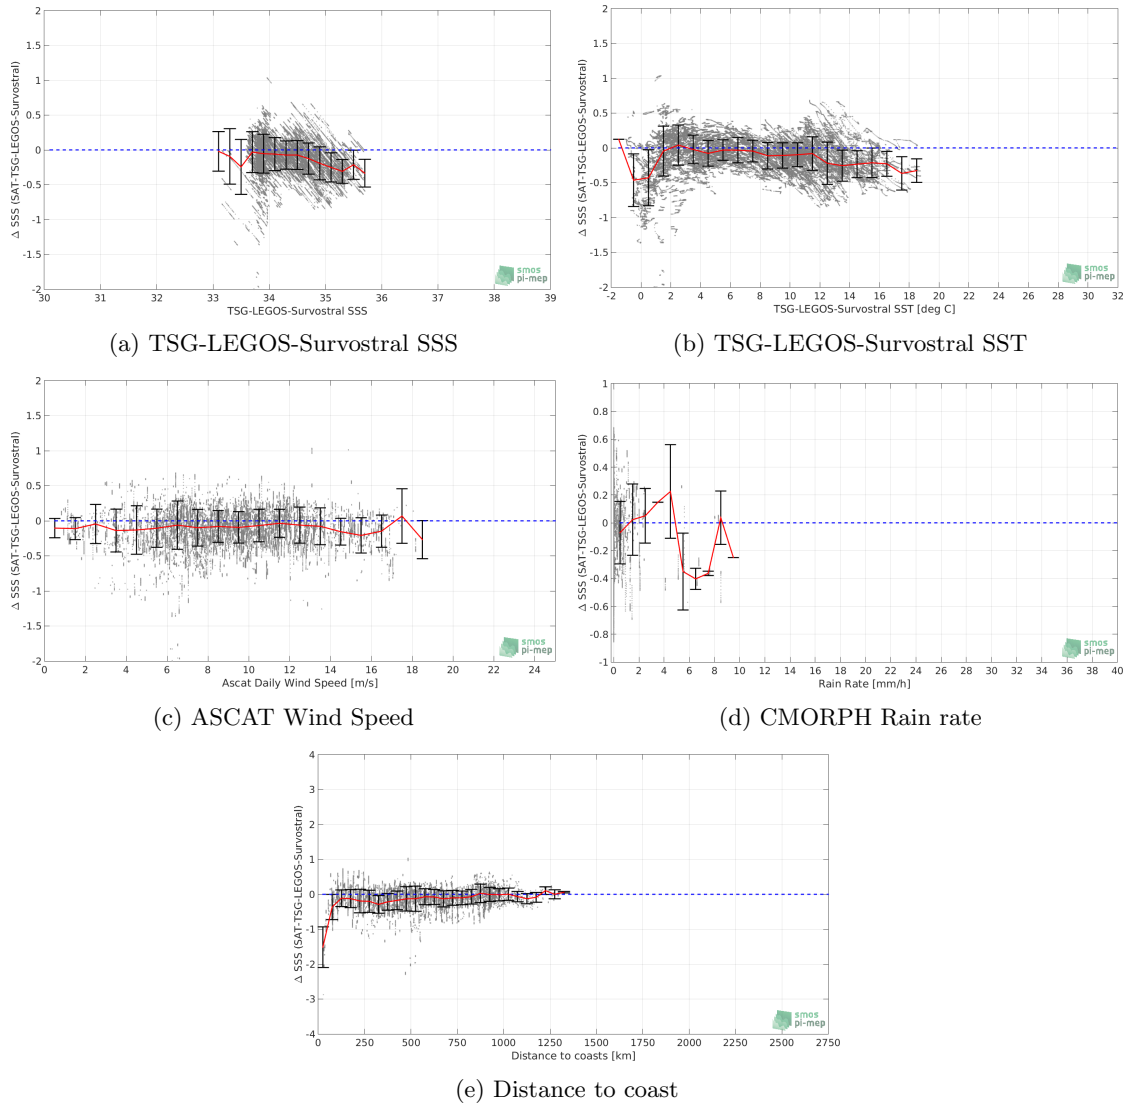 2
1.5
1
0.5
0
-0.5
-1
-1.5
-2
Δ SSS (SAT-TSG-LEGOS-Survostral)
30 31 32 33 34 35 36 37 38 39
TSG-LEGOS-Survostral SSS
smos
pi-mep
(a) TSG-LEGOS-Survostral SSS
2
1.5
1
0.5
0
-0.5
-1
-1.5
-2
Δ SSS (SAT-TSG-LEGOS-Survostral)
-2 0 2 4 6 8 10 12 14 16 18 20 22 24 26 28 30 32
TSG-LEGOS-Survostral SST [deg C]
smos
pi-mep
(b) TSG-LEGOS-Survostral SST
2
1.5
1
0.5
0
-0.5
-1
-1.5
-2
Δ SSS (SAT-TSG-LEGOS-Survostral)
0 2 4 6 8 10 12 14 16 18 20 22 24
Ascat Daily Wind Speed [m/s]
smos
pi-mep
(c) ASCAT Wind Speed
1
0.8
0.6
0.4
0.2
0
-0.2
-0.4
-0.6
-0.8
-1
Δ SSS (SAT-TSG-LEGOS-Survostral)
0 2 4 6 8 10 12 14 16 18 20 22 24 26 28 30 32 34 36 38 40
Rain Rate [mm/h]
smos
pi-mep
(d) CMORPH Rain rate
4
3
2
1
0
-1
-2
-3
-4
Δ SSS (SAT-TSG-LEGOS-Survostral)
0 250 500 750 1000 1250 1500 1750 2000 2250 2500 2750
Distance to coasts [km]
smos
pi-mep
(e) Distance to coast